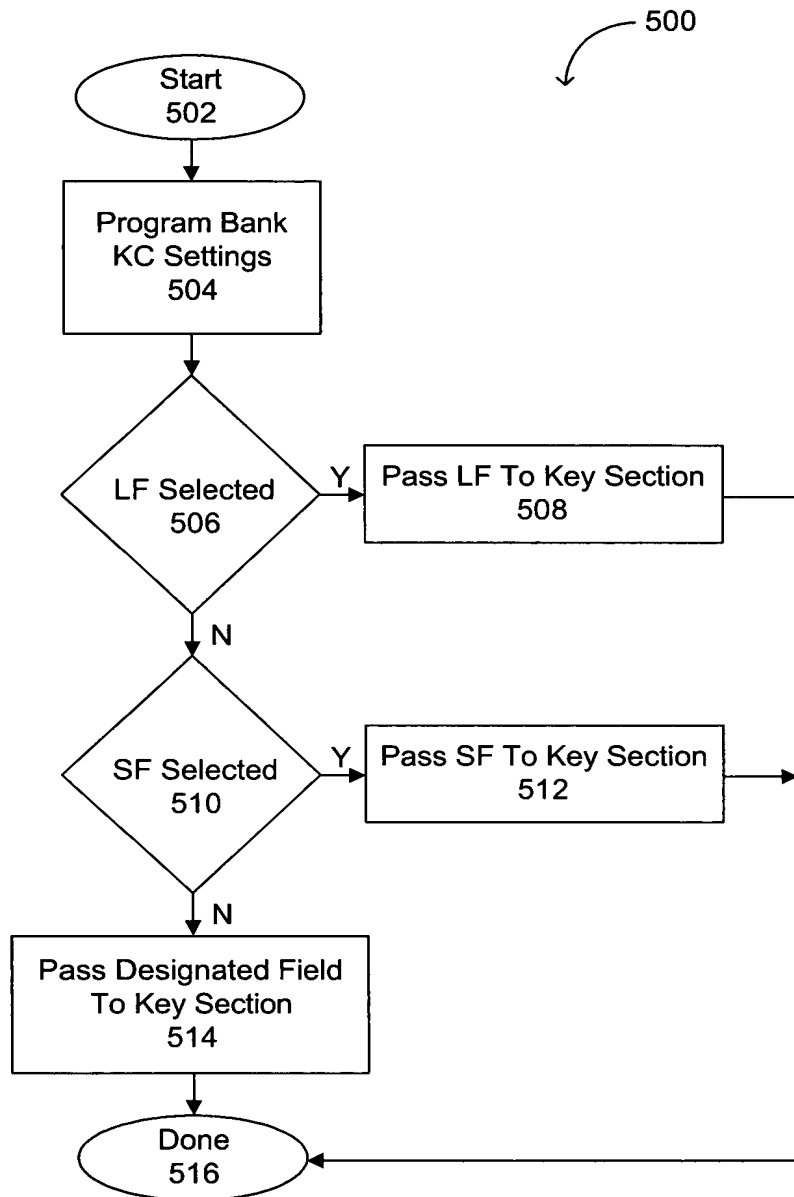 500
Start
502
Program Bank
KC Settings
504
LF Selected
506
Y
Pass LF To Key Section
508
N
SF Selected
510
Y
Pass SF To Key Section
512
N
Pass Designated Field
To Key Section
514
Done
516